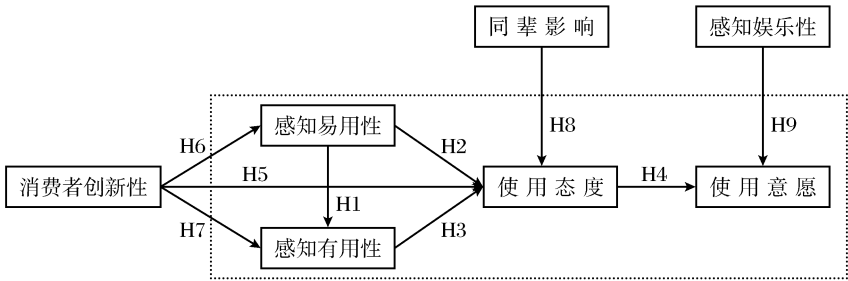 同辈影响
感知娱乐性
感知易用性
H6
H2
H8
H9
消费者创新性
H5
使用态度
H4
使用意愿
H1
H7
感知有用性
H3